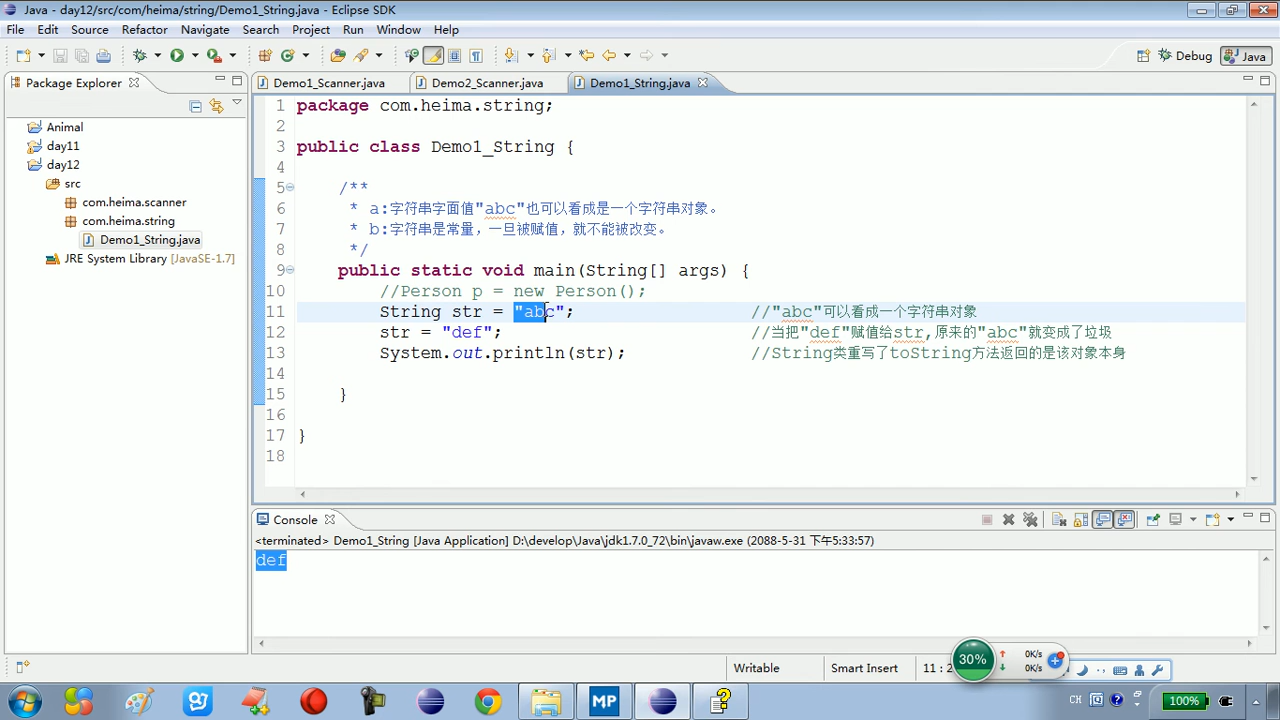 Java - day12/src/com/heima/string/Demo1_String.java - Eclipse SDK
File Edit Source Refactor Navigate Search Project Run Window Help
Debug Java
Package Explorer
Demo1_Scanner.java Demo2_Scanner.java Demo1_String.java
Animal
day11
day12
src
com.heima.scanner
com.heima.string
Demo1_String.java
JRE System Library [JavaSE-1.7]
1 package com.heima.string;
2
3 public class Demo1_String {
4
5 /**
6 * a:字符串字面值"abc"也可以看成是一个字符串对象。
7 * b:字符串是常量，一旦被赋值，就不能被改变。
8 */
9 public static void main(String[] args) {
10 //Person p = new Person();
11 String str = "abc"; //"abc"可以看成一个字符串对象
12 str = "def"; //当把"def"赋值给str,原来的"abc"就变成了垃圾
13 System.out.println(str); //String类重写了toString方法返回的是该对象本身
14
15 }
16
17 }
18
Console
<terminated> Demo1_String [Java Application] D:\develop\Java\jdk1.7.0_72\bin\javaw.exe (2088-5-31 下午5:33:57)
def
Writable Smart Insert 11 : 2
30% 0K/s
0K/s
MP
CH 100%